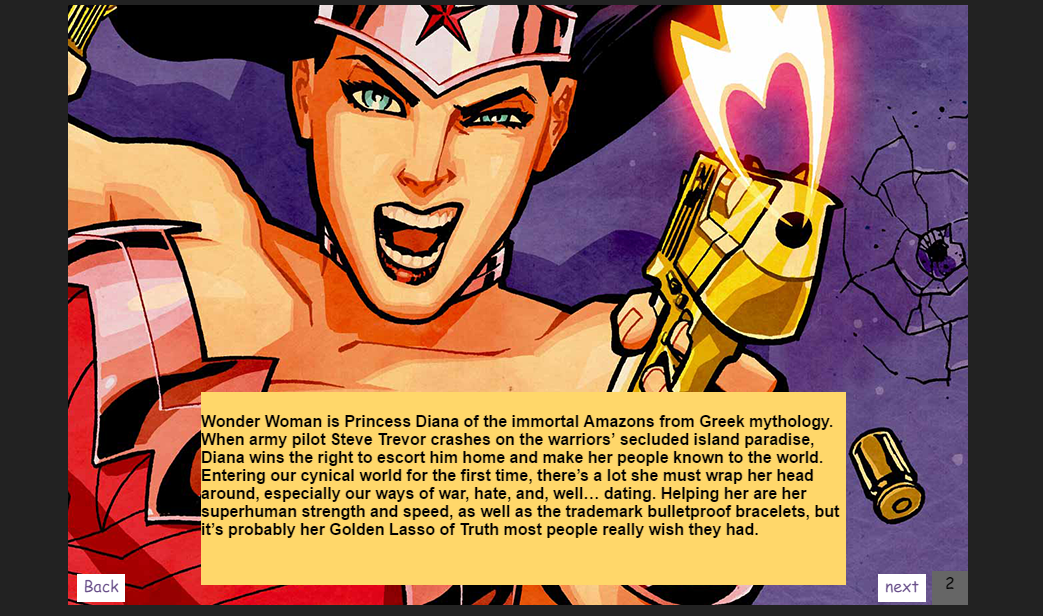 Wonder Woman is Princess Diana of the immortal Amazons from Greek mythology.
When army pilot Steve Trevor crashes on the warriors’ secluded island paradise,
Diana wins the right to escort him home and make her people known to the world.
Entering our cynical world for the first time, there’s a lot she must wrap her head
around, especially our ways of war, hate, and, well… dating. Helping her are her
superhuman strength and speed, as well as the trademark bulletproof bracelets, but
it’s probably her Golden Lasso of Truth most people really wish they had.
Back
next
2